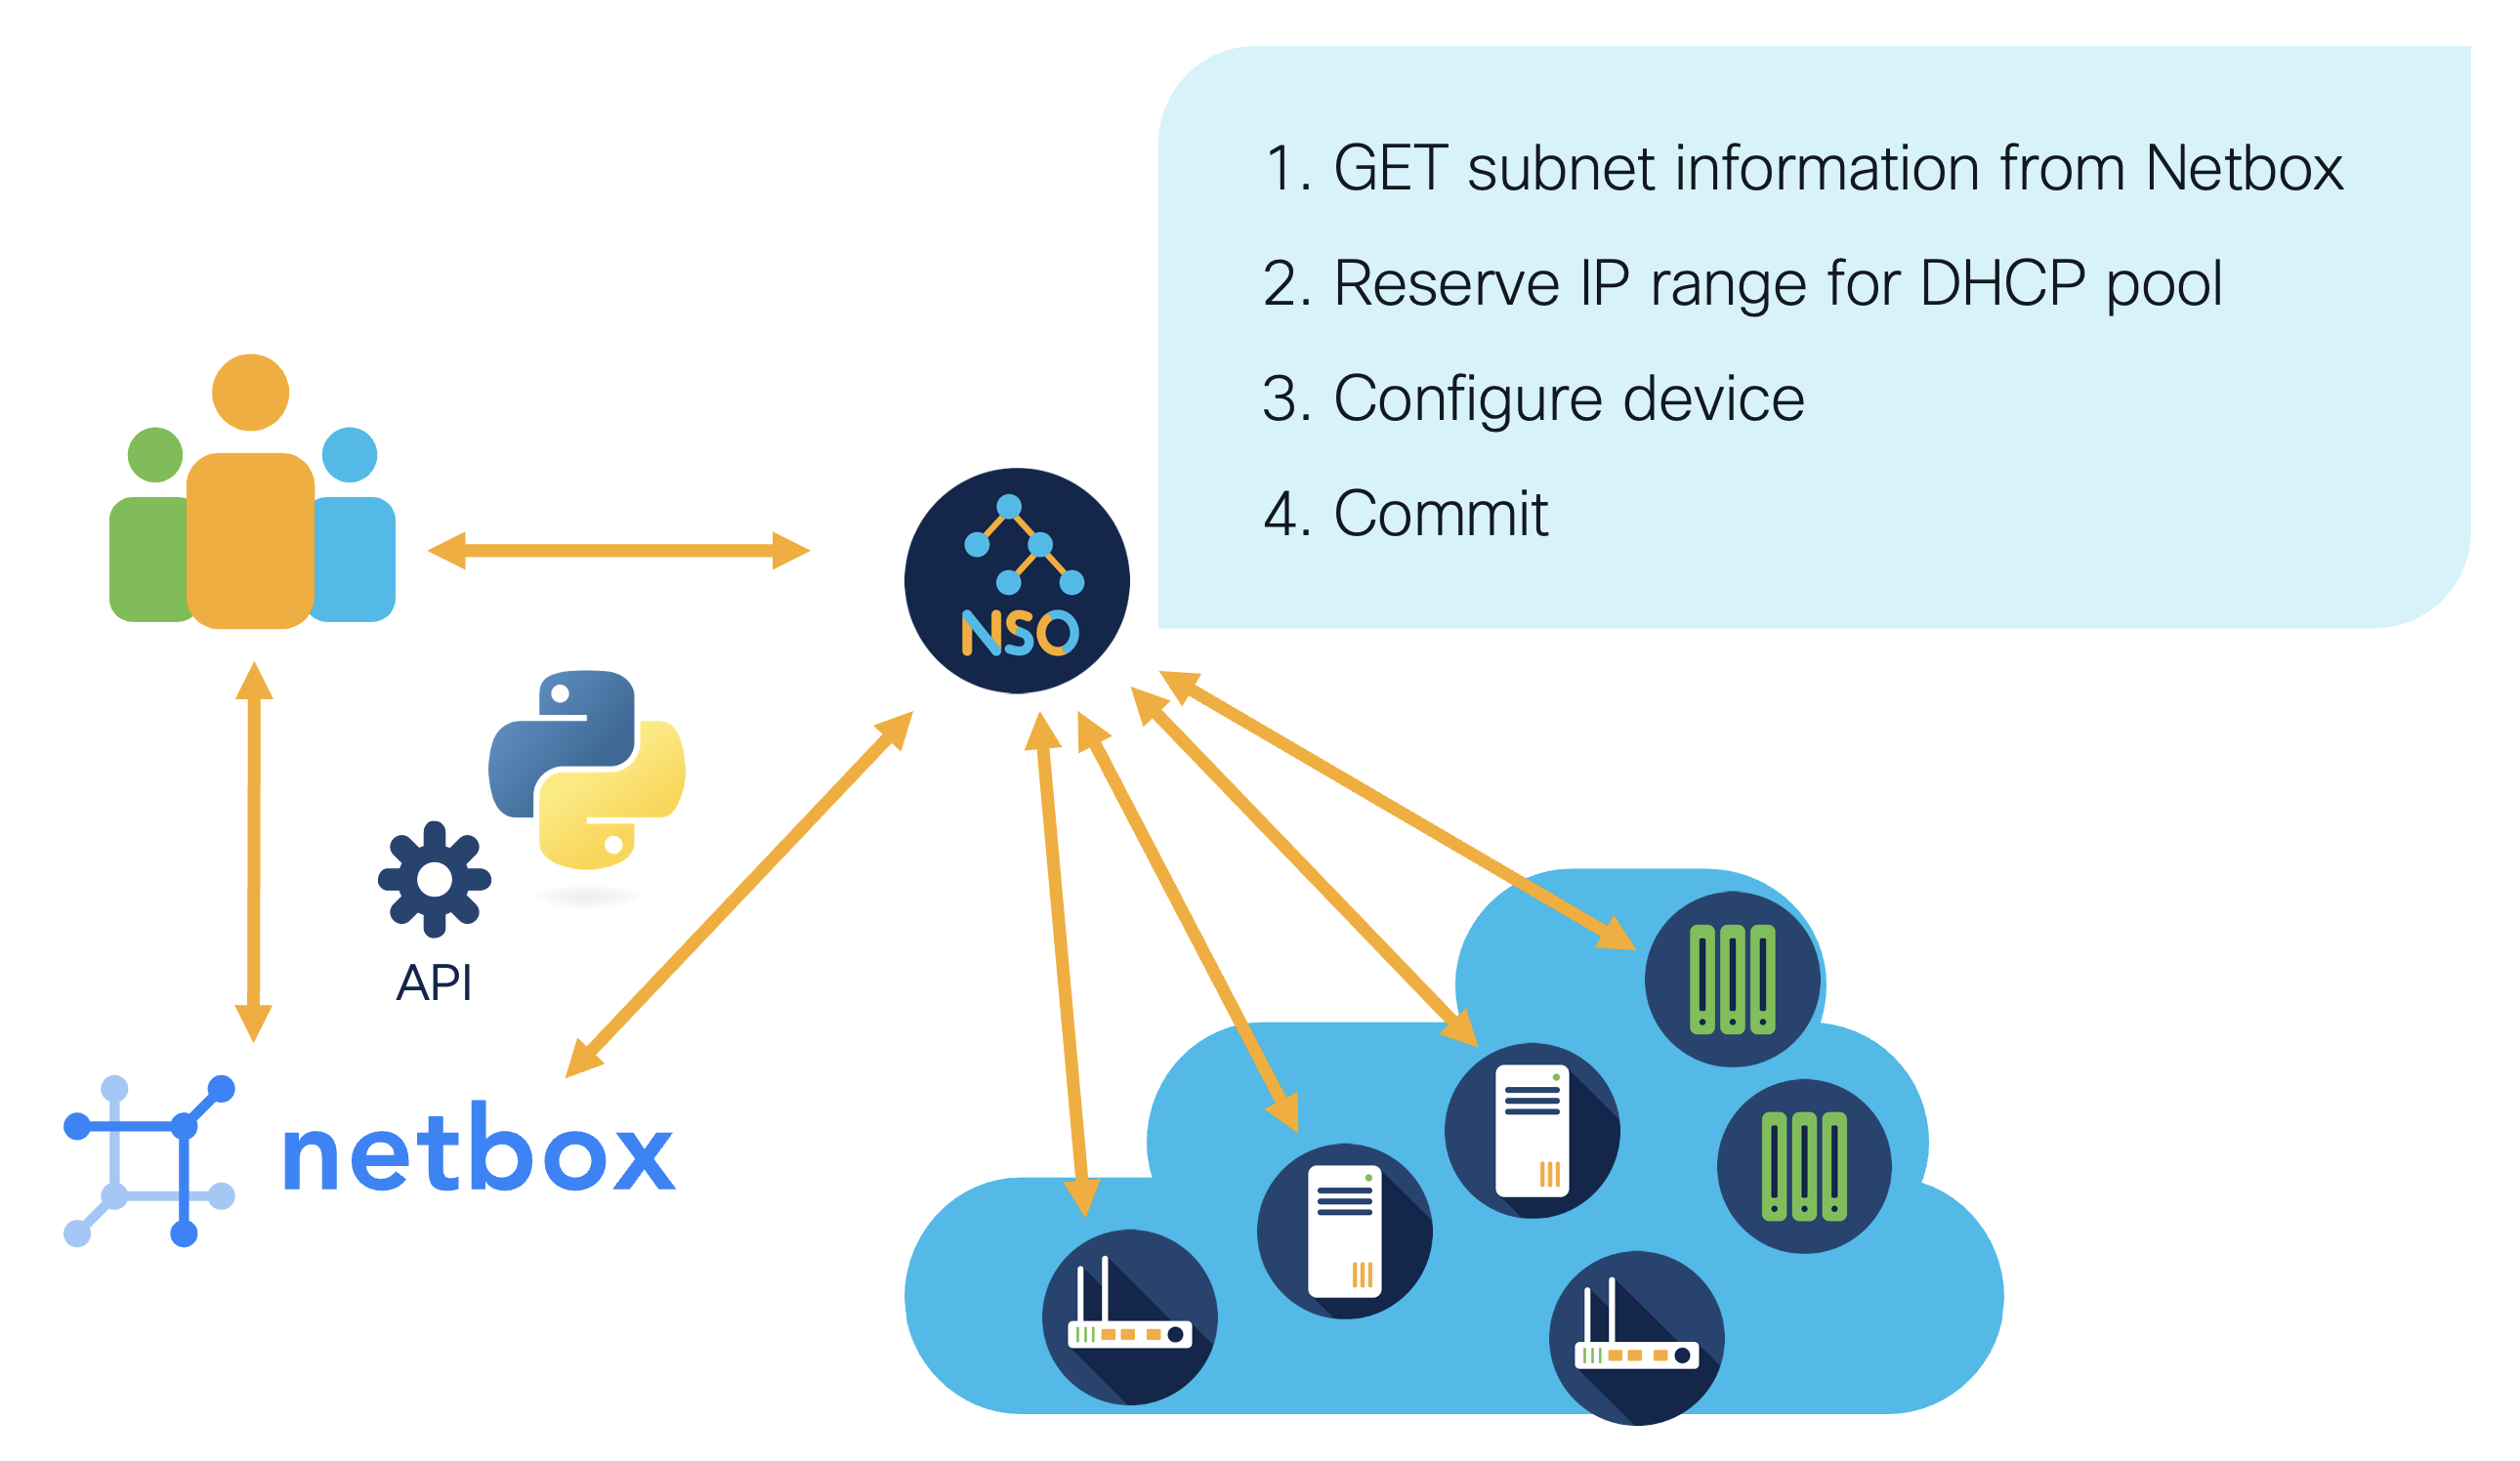 1. GET subnet information from Netbox
2. Reserve IP range for DHCP pool
3. Configure device
4. Commit
NSO
API
netbox